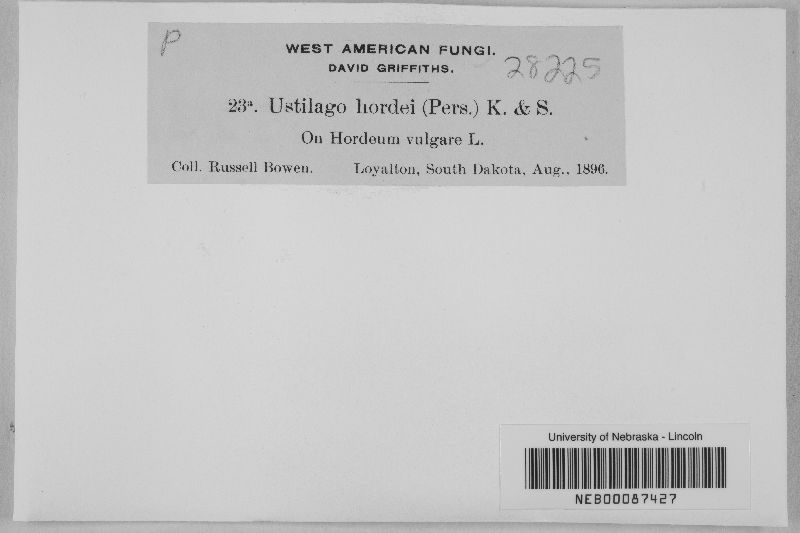 P
WEST AMERICAN FUNGI.
28225
DAVID GRIFFITHS.
23a. Ustilago hordei (Pers.) K. & S.
On Hordeum vulgare L.
Coll. Russell Bowen. Loyalton, South Dakota, Aug., 1896.
University of Nebraska - Lincoln
NEB00087427